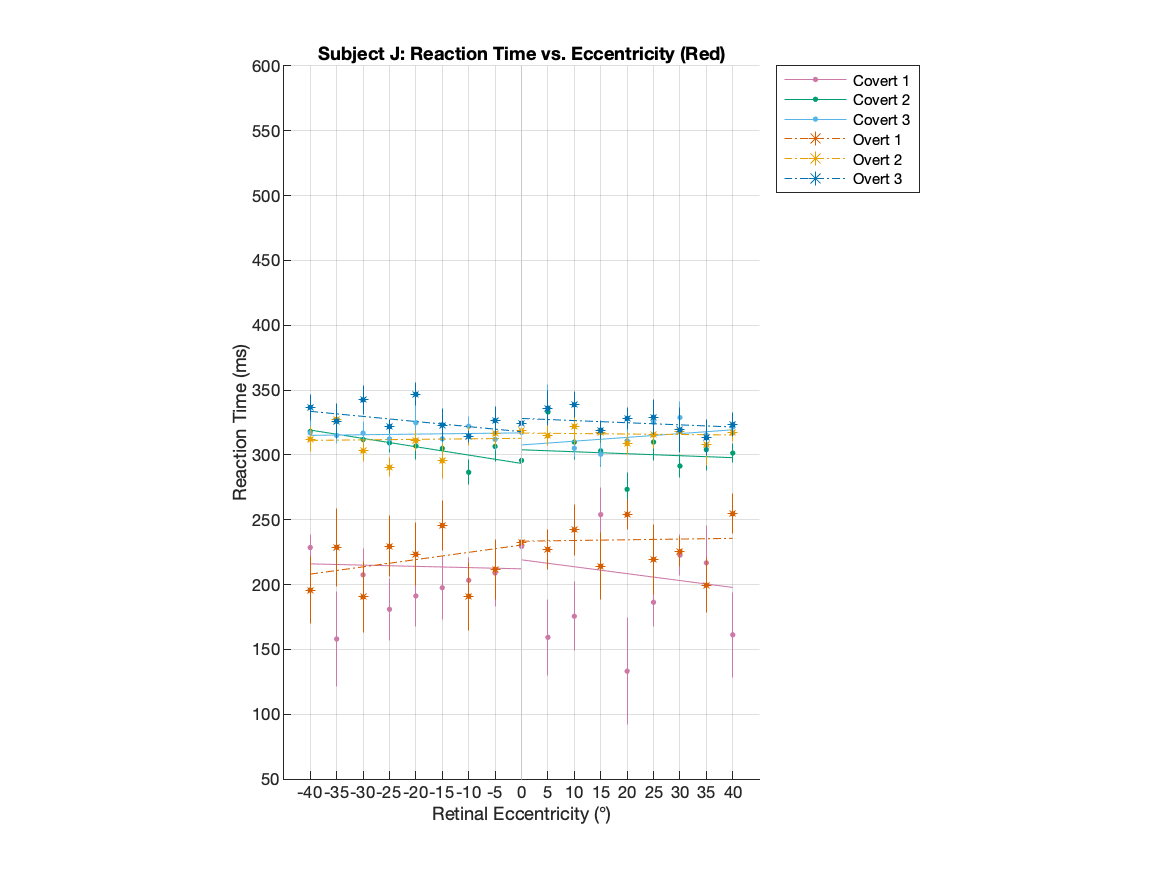 Subject J: Reaction Time vs. Eccentricity (Red)
600
550
500
450
400
350
300
250
200
150
100
50
Reaction Time (ms)
-40 -35 -30 -25 -20 -15 -10 -5 0 5 10 15 20 25 30 35 40
Retinal Eccentricity (°)
Covert 1
Covert 2
Covert 3
Overt 1
Overt 2
Overt 3